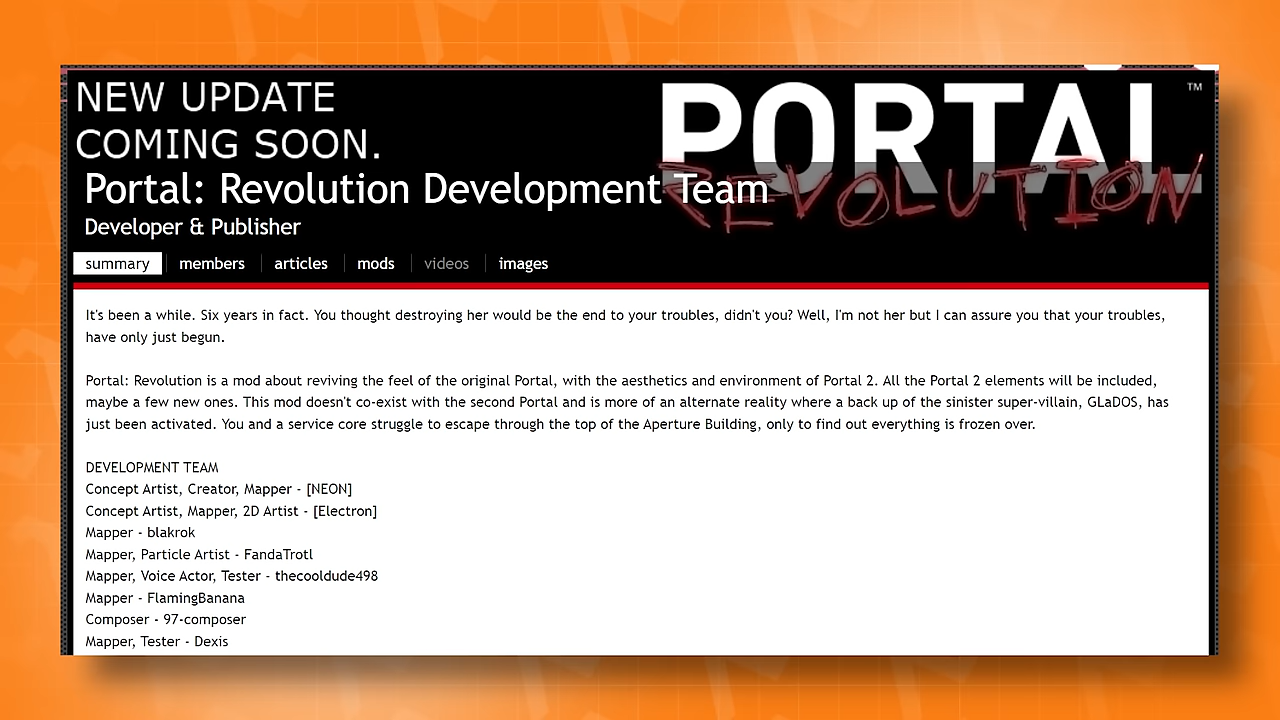 NEW UPDATE
COMING SOON.
PORTAL™
REVOLUTION
Portal: Revolution Development Team
Developer & Publisher
summary members articles mods videos images
It's been a while. Six years in fact. You thought destroying her would be the end to your troubles, didn't you? Well, I'm not her but I can assure you that your troubles,
have only just begun.
Portal: Revolution is a mod about reviving the feel of the original Portal, with the aesthetics and environment of Portal 2. All the Portal 2 elements will be included,
maybe a few new ones. This mod doesn't co-exist with the second Portal and is more of an alternate reality where a back up of the sinister super-villain, GLaDOS, has
just been activated. You and a service core struggle to escape through the top of the Aperture Building, only to find out everything is frozen over.
DEVELOPMENT TEAM
Concept Artist, Creator, Mapper - [NEON]
Concept Artist, Mapper, 2D Artist - [Electron]
Mapper - blakrok
Mapper, Particle Artist - FandaTrotl
Mapper, Voice Actor, Tester - thecooldude498
Mapper - FlamingBanana
Composer - 97-composer
Mapper, Tester - Dexis